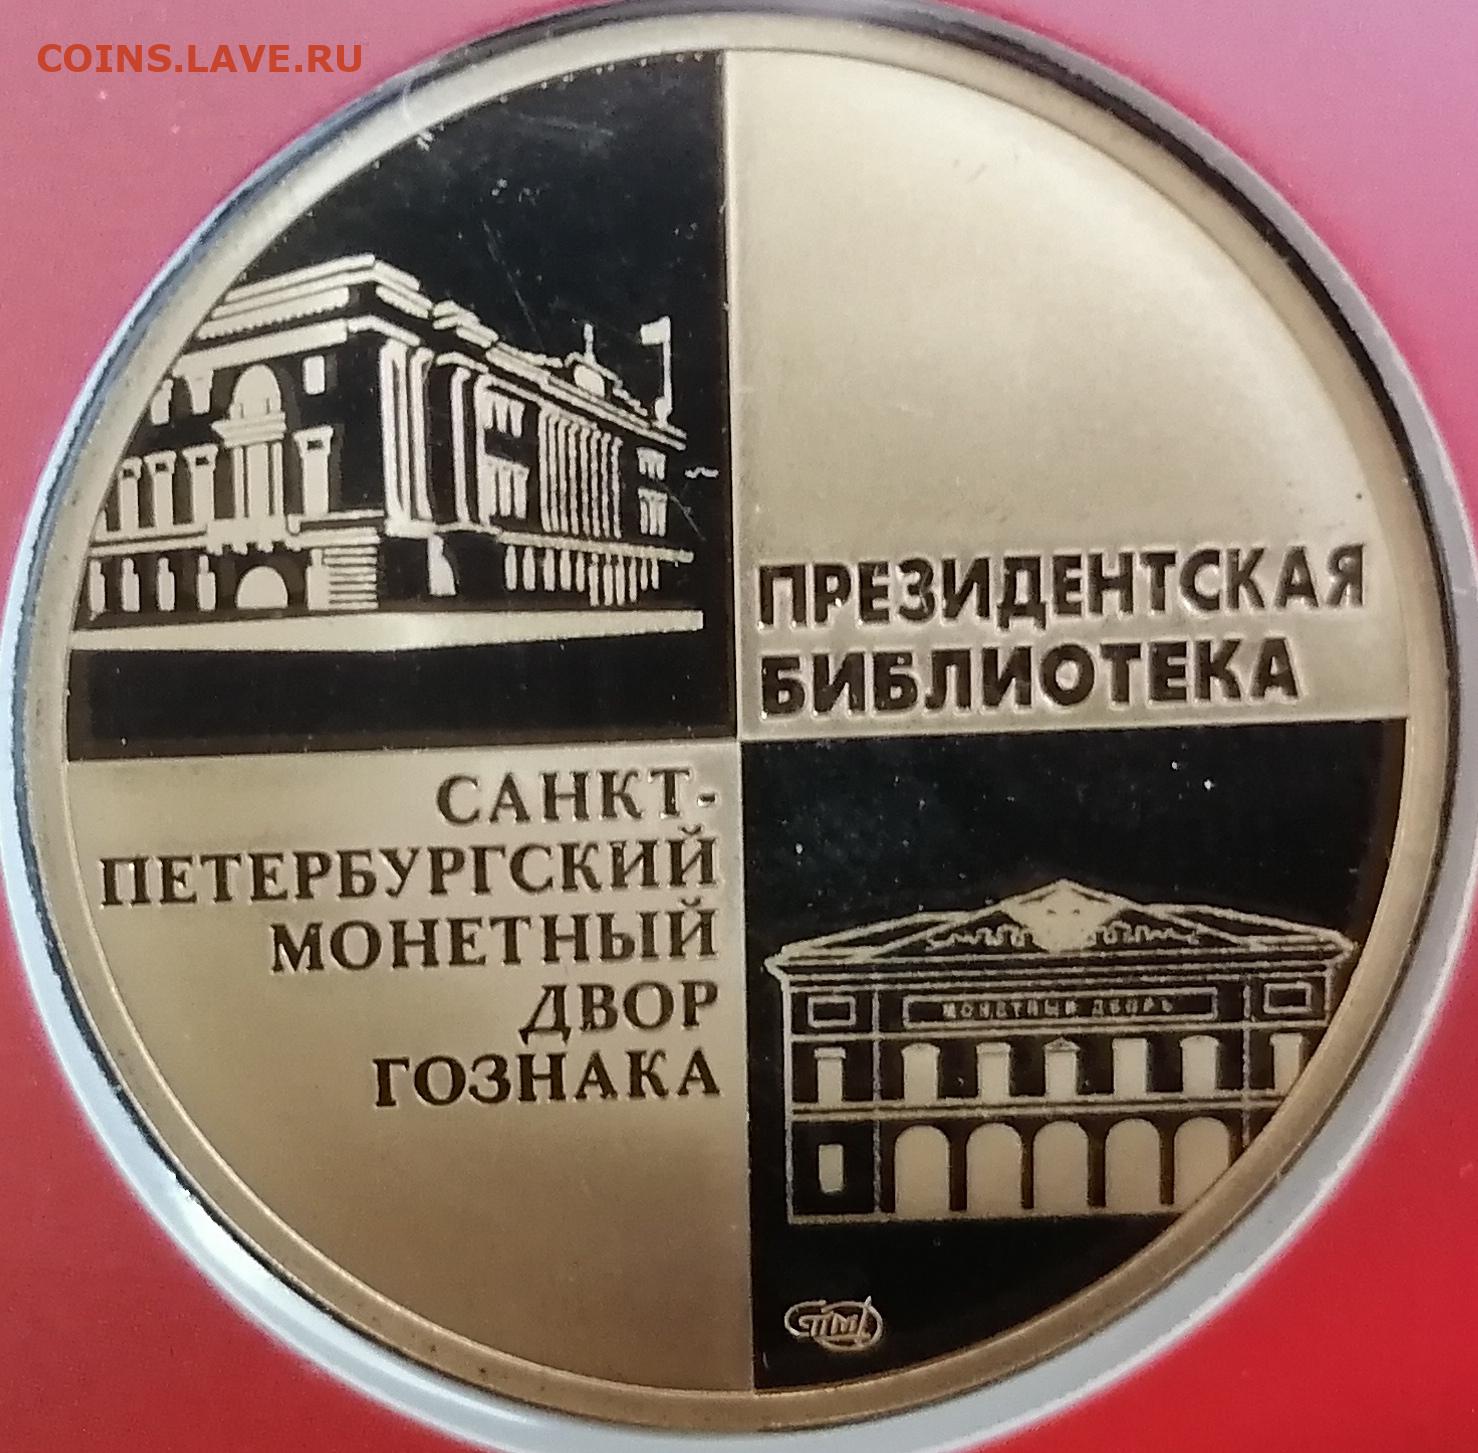 COINS.LAVE.RU
ПРЕЗИДЕНТСКАЯ
БИБЛИОТЕКА
САНКТ-
ПЕТЕРБУРГСКИЙ
МОНЕТНЫЙ
ДВОР
ГОЗНАКА
МОНЕТНЫЙ ДВОРЪ
СПМД